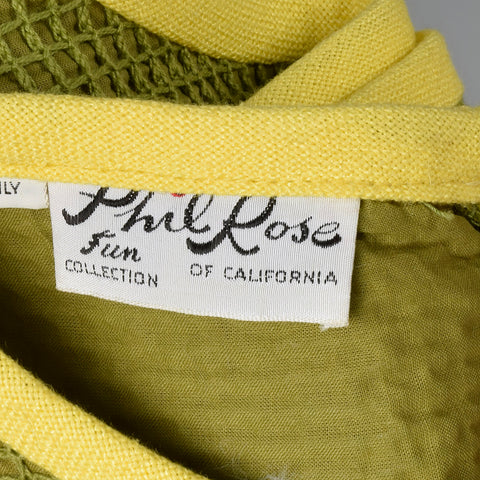 Phil Rose
Fun
COLLECTION OF CALIFORNIA